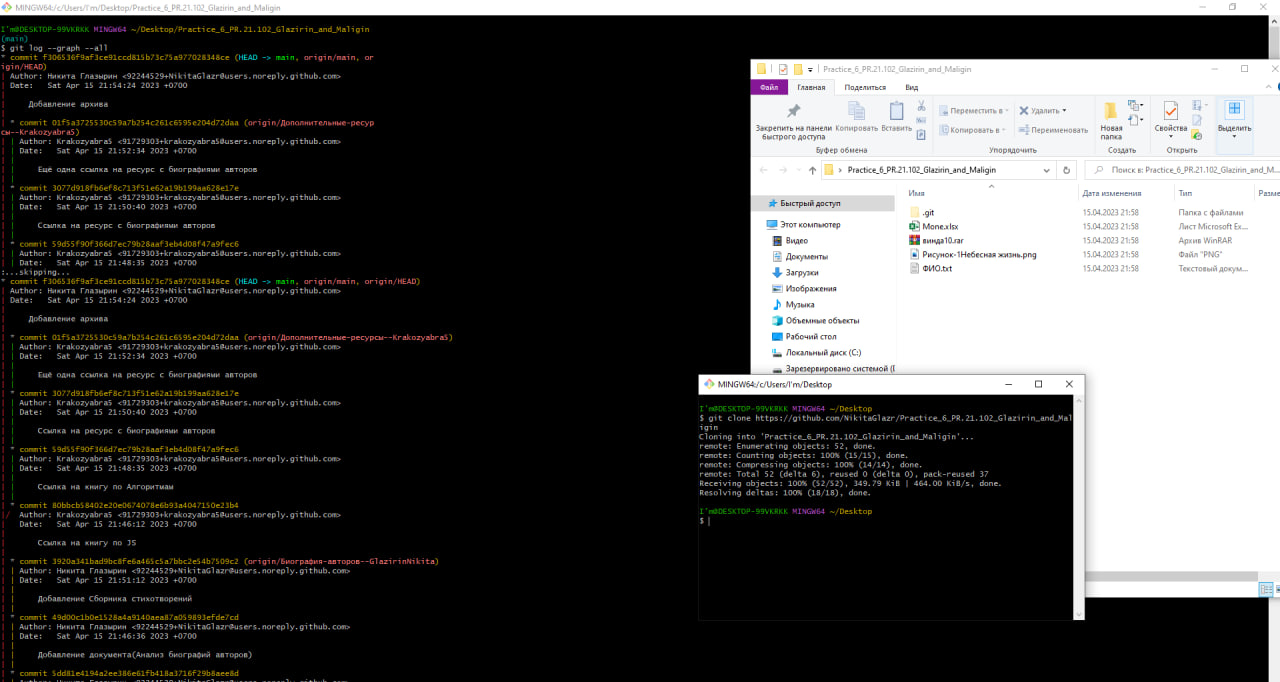 MINGW64:/c/Users/I'm/Desktop/Practice_6_PR.21.102_Glazirin_and_Maligin
I'm@DESKTOP-99VKRKK MINGW64 ~/Desktop/Practice_6_PR.21.102_Glazirin_and_Maligin
(main)
$ git log --graph --all
* commit f306536f9af3ce91ccd815b73c75a977028348ce (HEAD -> main, origin/main, or
igin/HEAD)
| Author: Никита Глазырин <92244529+NikitaGlazr@users.noreply.github.com>
| Date:   Sat Apr 15 21:54:24 2023 +0700
|
|     Добавление архива
|
| * commit 01f5a3725530c59a7b254c261c6595e204d72daa (origin/Дополнительные-ресур
сы--Krakozyabra5)
| | Author: Krakozyabra5 <91729303+krakozyabra5@users.noreply.github.com>
| | Date:   Sat Apr 15 21:52:34 2023 +0700
| |
| |     Ещё одна ссылка на ресурс с биографиями авторов
| |
| * commit 3077d918fb6ef8c713f51e62a19b199aa628e17e
| | Author: Krakozyabra5 <91729303+krakozyabra5@users.noreply.github.com>
| | Date:   Sat Apr 15 21:50:40 2023 +0700
| |
| |     Ссылка на ресурс с биографиями авторов
| |
| * commit 59d55f90f366d7ec79b28aaf3eb4d08f47a9fec6
| | Author: Krakozyabra5 <91729303+krakozyabra5@users.noreply.github.com>
| | Date:   Sat Apr 15 21:48:35 2023 +0700
:...skipping...
* commit f306536f9af3ce91ccd815b73c75a977028348ce (HEAD -> main, origin/main, origin/HEAD)
| Author: Никита Глазырин <92244529+NikitaGlazr@users.noreply.github.com>
| Date:   Sat Apr 15 21:54:24 2023 +0700
|
|     Добавление архива
|
| * commit 01f5a3725530c59a7b254c261c6595e204d72daa (origin/Дополнительные-ресурсы--Krakozyabra5)
| | Author: Krakozyabra5 <91729303+krakozyabra5@users.noreply.github.com>
| | Date:   Sat Apr 15 21:52:34 2023 +0700
| |
| |     Ещё одна ссылка на ресурс с биографиями авторов
| |
| * commit 3077d918fb6ef8c713f51e62a19b199aa628e17e
| | Author: Krakozyabra5 <91729303+krakozyabra5@users.noreply.github.com>
| | Date:   Sat Apr 15 21:50:40 2023 +0700
| |
| |     Ссылка на ресурс с биографиями авторов
| |
| * commit 59d55f90f366d7ec79b28aaf3eb4d08f47a9fec6
| | Author: Krakozyabra5 <91729303+krakozyabra5@users.noreply.github.com>
| | Date:   Sat Apr 15 21:48:35 2023 +0700
| |
| |     Ссылка на книгу по Алгоритмам
| |
| * commit 80bbcb58402e20e0674078e6b93a4047150e23b4
|/  Author: Krakozyabra5 <91729303+krakozyabra5@users.noreply.github.com>
|   Date:   Sat Apr 15 21:46:12 2023 +0700
|
|       Ссылка на книгу по JS
|
| * commit 3920a341bad9bc8fe6a465c5a7bbc2e54b7509c2 (origin/Биография-авторов--GlazirinNikita)
| | Author: Никита Глазырин <92244529+NikitaGlazr@users.noreply.github.com>
| | Date:   Sat Apr 15 21:51:12 2023 +0700
| |
| |     Добавление Сборника стихотворений
| |
| * commit 49d00c1b0e1528a4a9140aea87a059893efde7cd
| | Author: Никита Глазырин <92244529+NikitaGlazr@users.noreply.github.com>
| | Date:   Sat Apr 15 21:46:36 2023 +0700
| |
| |     Добавление документа(Анализ биографий авторов)
| |
| * commit 5dd81e4194a2ee386e61fb418a3716f29b8aee8d
Practice_6_PR.21.102_Glazirin_and_Maligin
Файл Главная Поделиться Вид
Закрепить на панели быстрого доступа
Копировать
Вставить
Переместить в
Копировать в
Удалить
Переименовать
Новая папка
Свойства
Выделить
Буфер обмена Упорядочить Создать Открыть
Practice_6_PR.21.102_Glazirin_and_Maligin
Поиск в: Practice_6_PR.21.102_Glazirin_and_M...
Быстрый доступ
Этот компьютер
Видео
Документы
Загрузки
Изображения
Музыка
Объемные объекты
Рабочий стол
Локальный диск (C:)
Зарезервировано системой (
Имя Дата изменения Тип Разме
.git 15.04.2023 21:58 Папка с файлами
Mone.xlsx 15.04.2023 21:58 Лист Microsoft Ex...
винда10.rar 15.04.2023 21:58 Архив WinRAR
Рисунок-1Небесная жизнь.png 15.04.2023 21:58 Файл "PNG"
ФИО.txt 15.04.2023 21:58 Текстовый докум...
MINGW64:/c/Users/I'm/Desktop
I'm@DESKTOP-99VKRKK MINGW64 ~/Desktop
$ git clone https://github.com/NikitaGlazr/Practice_6_PR.21.102_Glazirin_and_Mal
igin
Cloning into 'Practice_6_PR.21.102_Glazirin_and_Maligin'...
remote: Enumerating objects: 52, done.
remote: Counting objects: 100% (15/15), done.
remote: Compressing objects: 100% (14/14), done.
remote: Total 52 (delta 6), reused 0 (delta 0), pack-reused 37
Receiving objects: 100% (52/52), 349.79 KiB | 464.00 KiB/s, done.
Resolving deltas: 100% (18/18), done.
I'm@DESKTOP-99VKRKK MINGW64 ~/Desktop
$